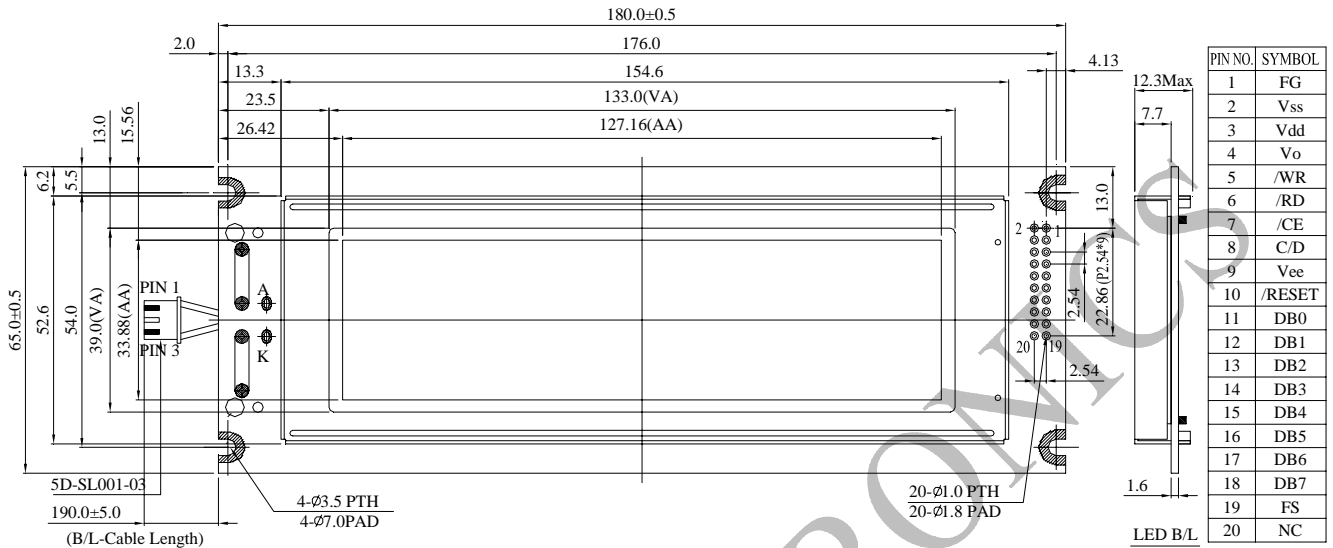 180.0±0.5
2.0
176.0
4.13
13.3
154.6
12.3Max
23.5
133.0(VA)
7.7
26.42
127.16(AA)
13.0
15.56
6.2
5.5
13.0
65.0±0.5
52.6
54.0
39.0(VA)
33.88(AA)
2
1
A
K
PIN 1
PIN 3
2.54
22.86 (P2.54*9)
20
19
2.54
5D-SL001-03
190.0±5.0
(B/L-Cable Length)
4-Ø3.5 PTH
4-Ø7.0PAD
20-Ø1.0 PTH
20-Ø1.8 PAD
1.6
LED B/L
PIN NO. SYMBOL
1 FG
2 Vss
3 Vdd
4 Vo
5 /WR
6 /RD
7 /CE
8 C/D
9 Vee
10 /RESET
11 DB0
12 DB1
13 DB2
14 DB3
15 DB4
16 DB5
17 DB6
18 DB7
19 FS
20 NC
RONICS